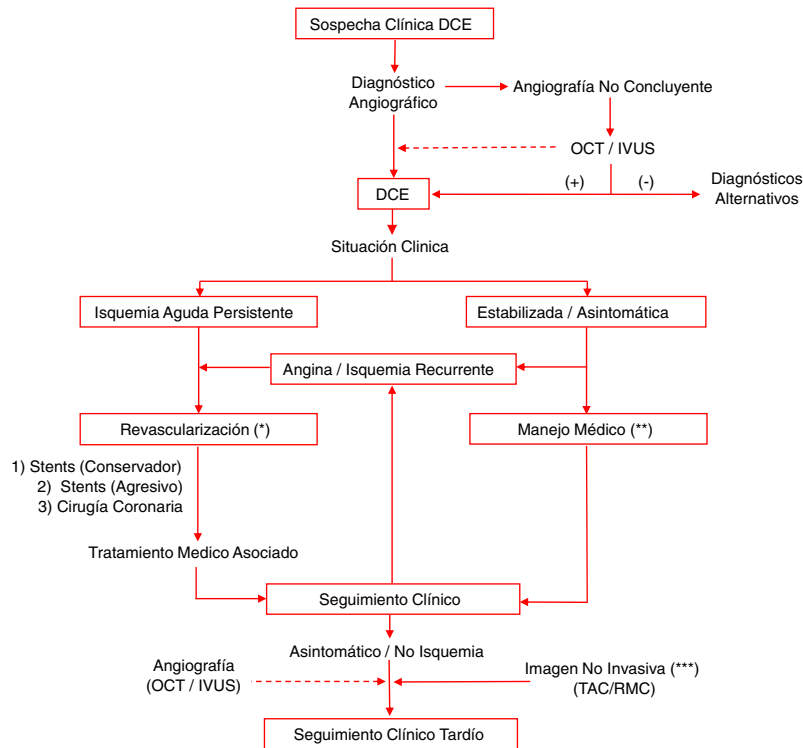 Sospecha Clínica DCE
Diagnóstico
Angiográfico
Angiografía No Concluyente
OCT / IVUS
(+)
(-)
Diagnósticos
Alternativos
DCE
Situación Clinica
Isquemia Aguda Persistente
Estabilizada / Asintomática
Angina / Isquemia Recurrente
Revascularización (*)
Manejo Médico (**)
1) Stents (Conservador)
2) Stents (Agresivo)
3) Cirugía Coronaria
Tratamiento Medico Asociado
Seguimiento Clínico
Asintomático / No Isquemia
Angiografía
(OCT / IVUS)
Imagen No Invasiva (***)
(TAC/RMC)
Seguimiento Clínico Tardío